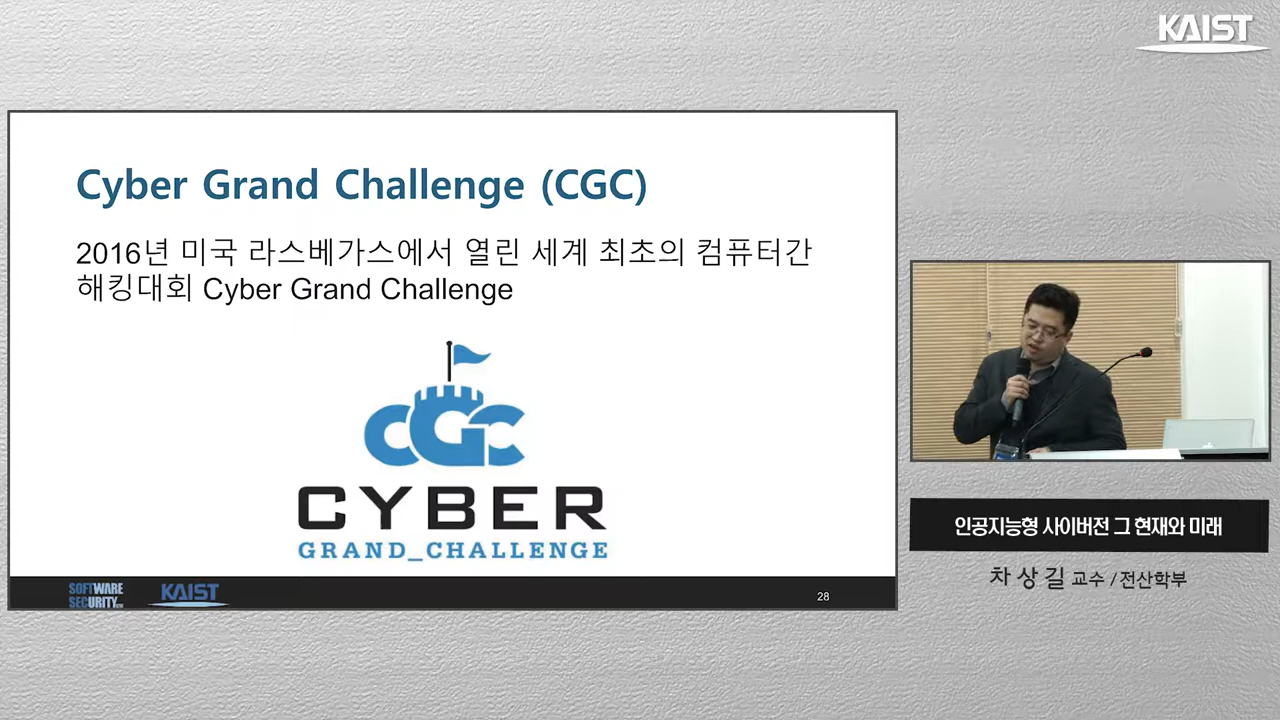 KAIST
Cyber Grand Challenge (CGC)
2016년 미국 라스베가스에서 열린 세계 최초의 컴퓨터간
해킹대회 Cyber Grand Challenge
CGC
CYBER
GRAND_CHALLENGE
SOFTWARE
SECURITY
KAIST
28
인공지능형 사이버전 그 현재와 미래
차상길 교수 / 전산학부